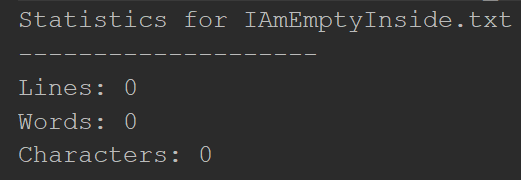 Statistics for IAmEmptyInside.txt
--------------------
Lines: 0
Words: 0
Characters: 0